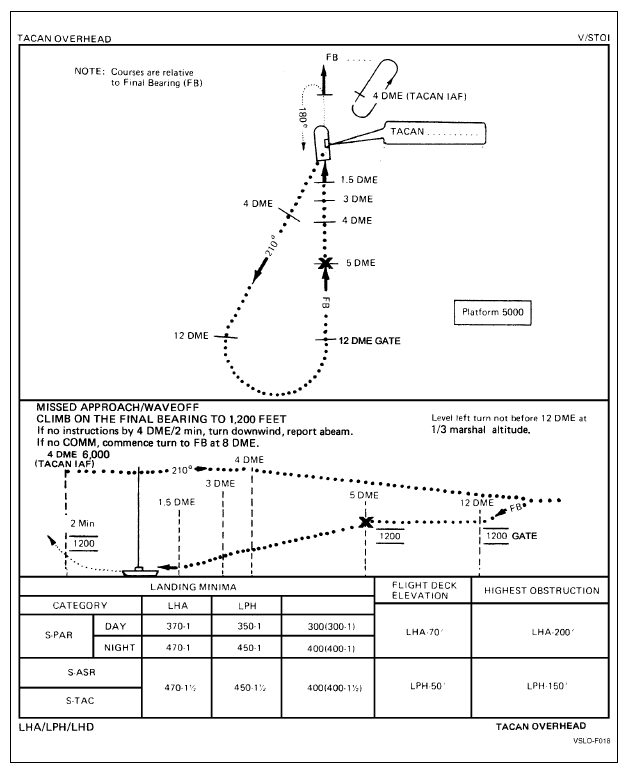 TACAN OVERHEAD
V/STOL
NOTE: Courses are relative
to Final Bearing (FB)
FB .....
4 DME (TACAN IAF)
180°
TACAN .........
1.5 DME
3 DME
4 DME
4 DME
210°
5 DME
FB
Platform 5000
12 DME
12 DME GATE
MISSED APPROACH/WAVEOFF
CLIMB ON THE FINAL BEARING TO 1,200 FEET
If no instructions by 4 DME/2 min, turn downwind, report abeam.
If no COMM, commence turn to FB at 8 DME.
Level left turn not before 12 DME at
1/3 marshal altitude.
4 DME 6,000
(TACAN IAF)
210°
4 DME
3 DME
1.5 DME
5 DME
12 DME
FB
2 Min
1200
1200
1200 GATE
LANDING MINIMA
FLIGHT DECK
ELEVATION
HIGHEST OBSTRUCTION
CATEGORY
LHA
LPH
S-PAR
DAY
370-1
350-1
300(300-1)
LHA-70'
LHA-200'
NIGHT
470-1
450-1
400(400-1)
S-ASR
470-1½
450-1½
400(400-1½)
LPH-50'
LPH-150'
S-TAC
LHA/LPH/LHD
TACAN OVERHEAD
VSLO-F018